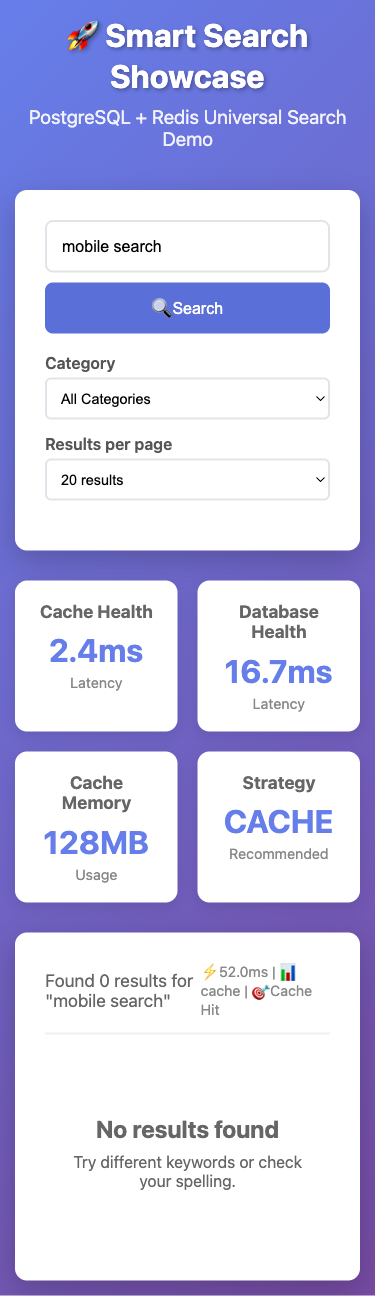 🚀 Smart Search
Showcase
PostgreSQL + Redis Universal Search
Demo
mobile search
🔍Search
Category
All Categories
Results per page
20 results
Cache Health
2.4ms
Latency
Database
Health
16.7ms
Latency
Cache
Memory
128MB
Usage
Strategy
CACHE
Recommended
Found 0 results for
"mobile search"
⚡52.0ms | 📊
cache | 🎯Cache
Hit
No results found
Try different keywords or check
your spelling.